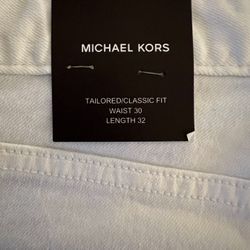 MICHAEL KORS
TAILORED/CLASSIC FIT
WAIST 30
LENGTH 32